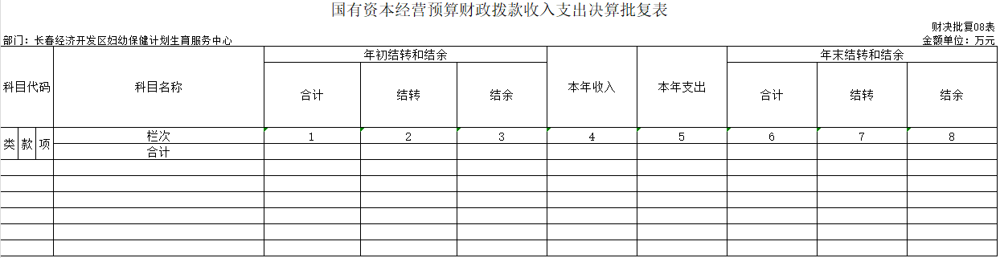 国有资本经营预算财政拨款收入支出决算批复表
财决批复08表
部门：长春经济开发区妇幼保健计划生育服务中心 金额单位：万元
科目代码 科目名称 年初结转和结余 本年收入 本年支出 年末结转和结余
合计 结转 结余 合计 结转 结余
类 款 项 栏次 1 2 3 4 5 6 7 8
合计